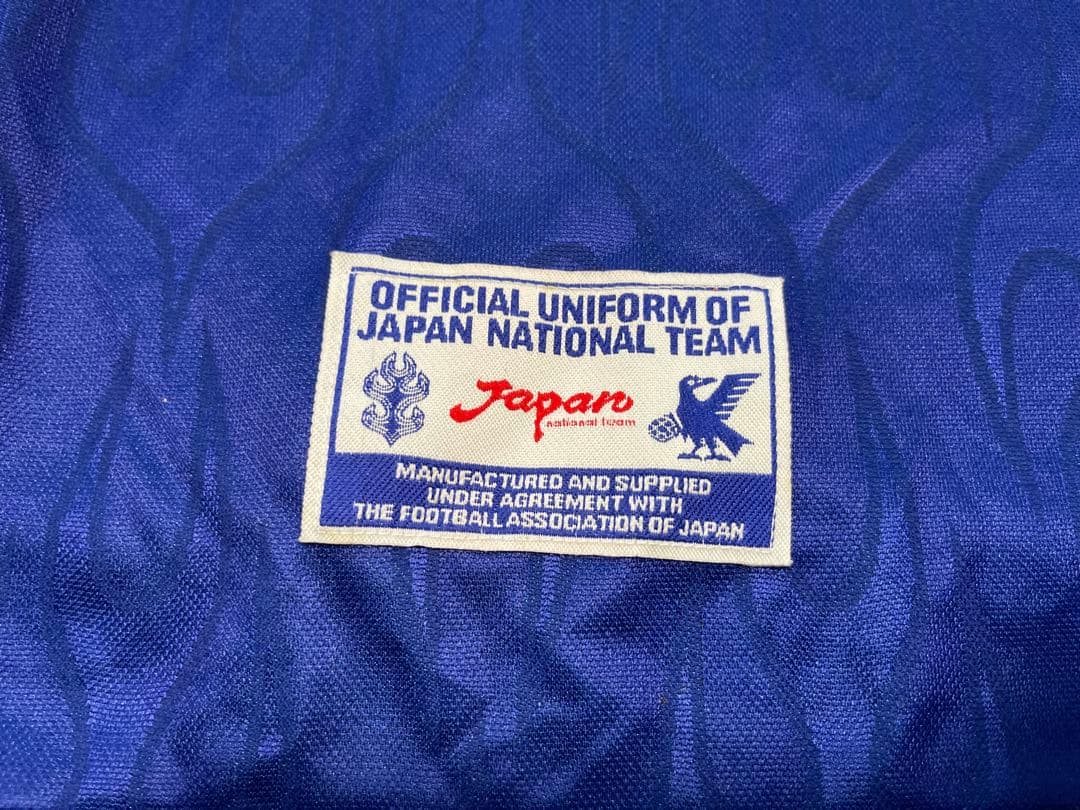 OFFICIAL UNIFORM OF
JAPAN NATIONAL TEAM
Japan
national team
MANUFACTURED AND SUPPLIED
UNDER AGREEMENT WITH
THE FOOTBALL ASSOCIATION OF JAPAN